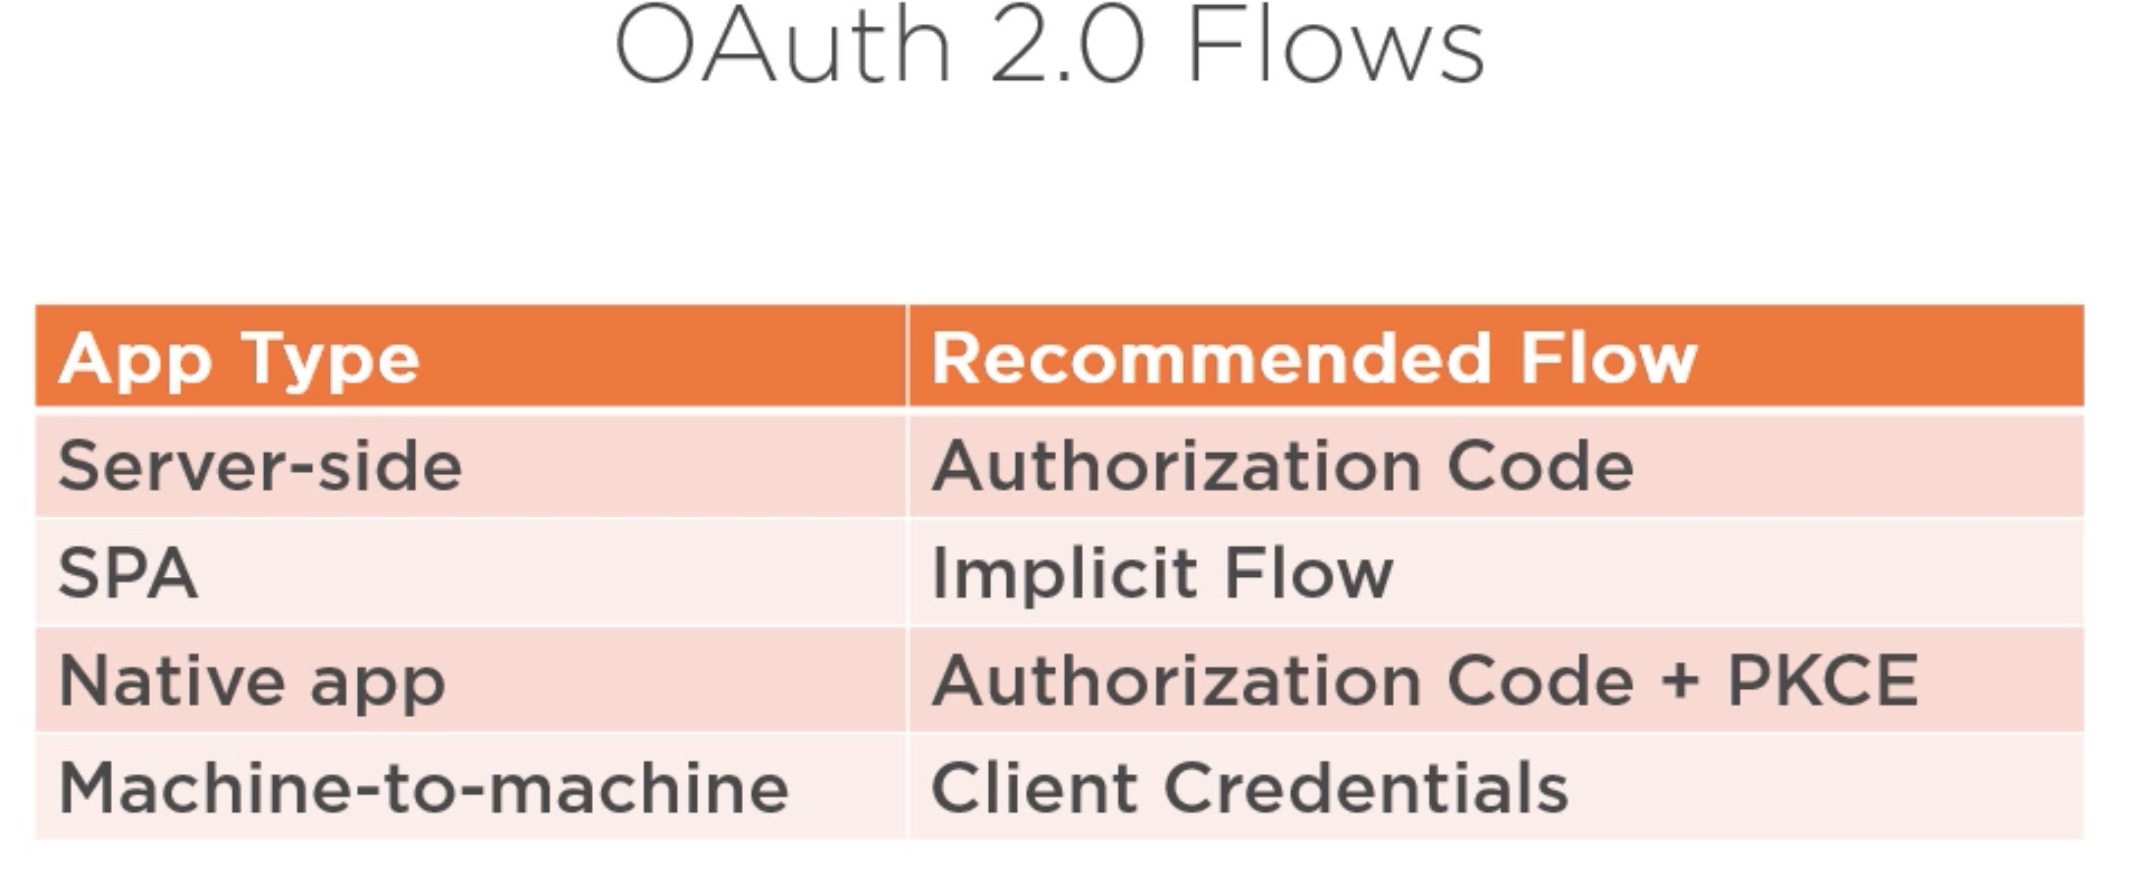 OAuth 2.0 Flows
App Type Recommended Flow
Server-side Authorization Code
SPA Implicit Flow
Native app Authorization Code + PKCE
Machine-to-machine Client Credentials